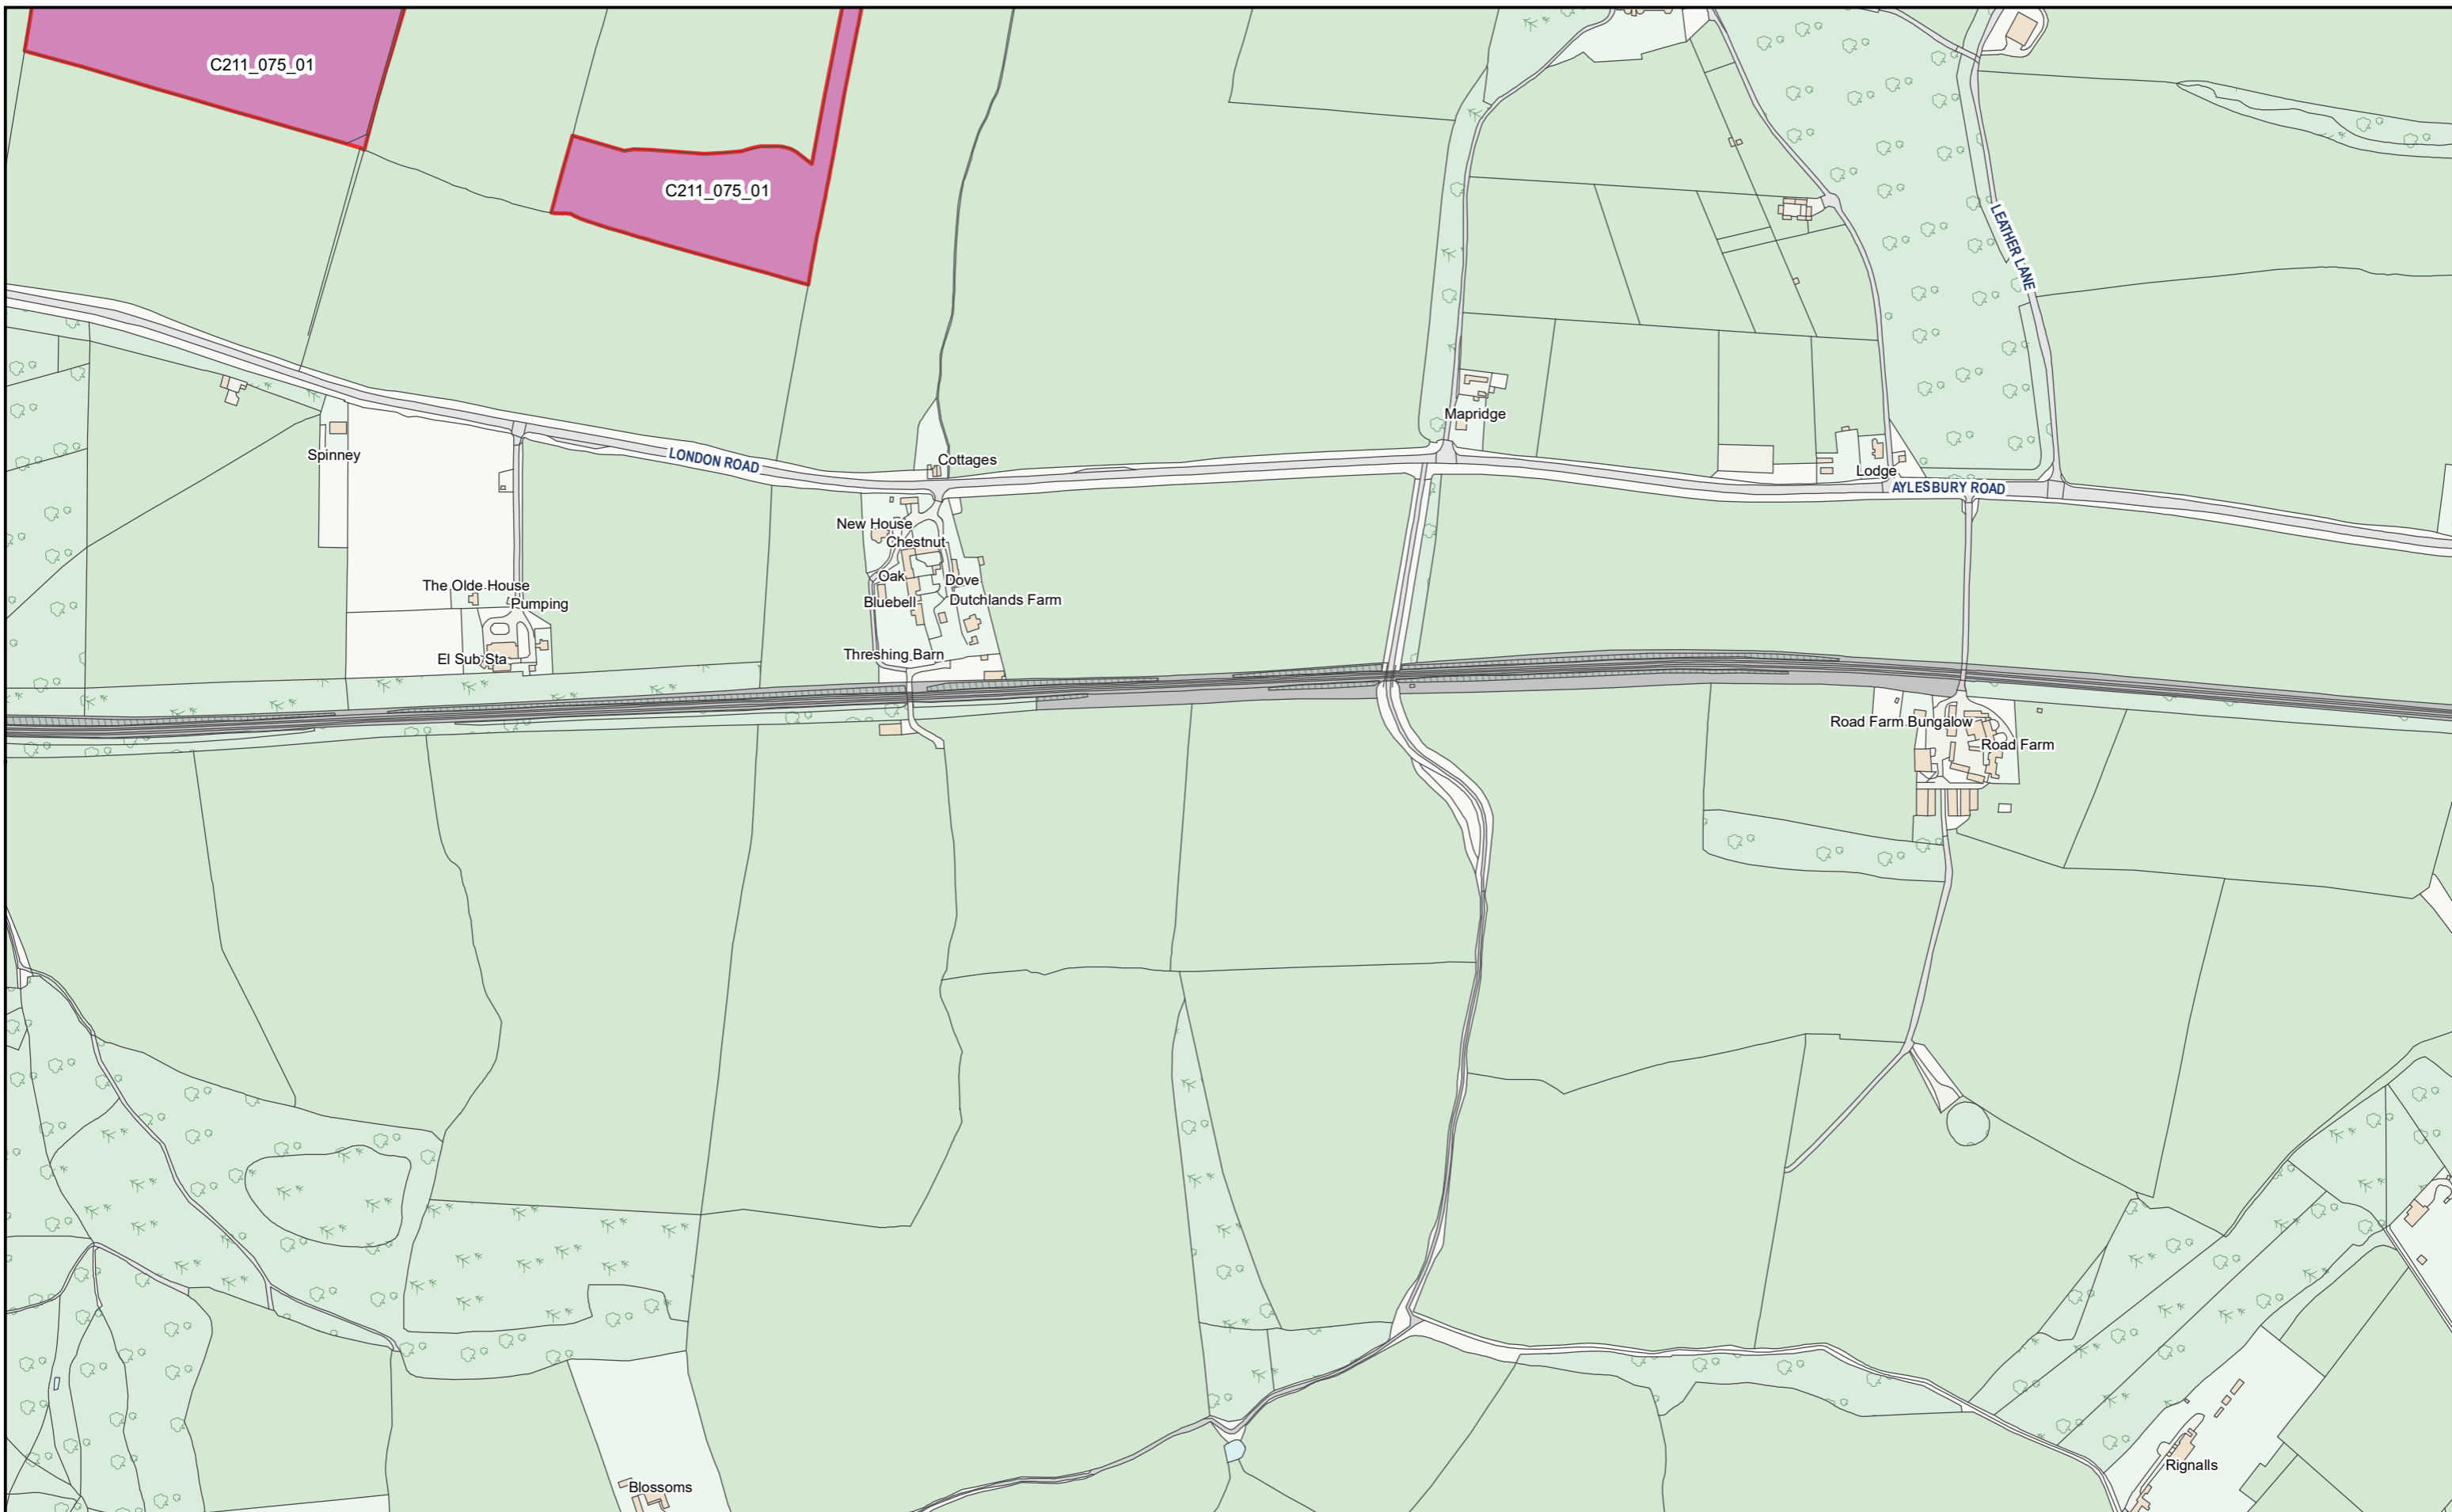 C211_075_01
C211_075_01
LEATHER LANE
Mapridge
Spinney
LONDON ROAD
Cottages
Lodge
AYLESBURY ROAD
New House
Chestnut
The Olde House
Pumping
Oak
Dove
Bluebell
Dutchlands Farm
El Sub Sta
Threshing Barn
Road Farm Bungalow
Road Farm
Rignalls
Blossoms